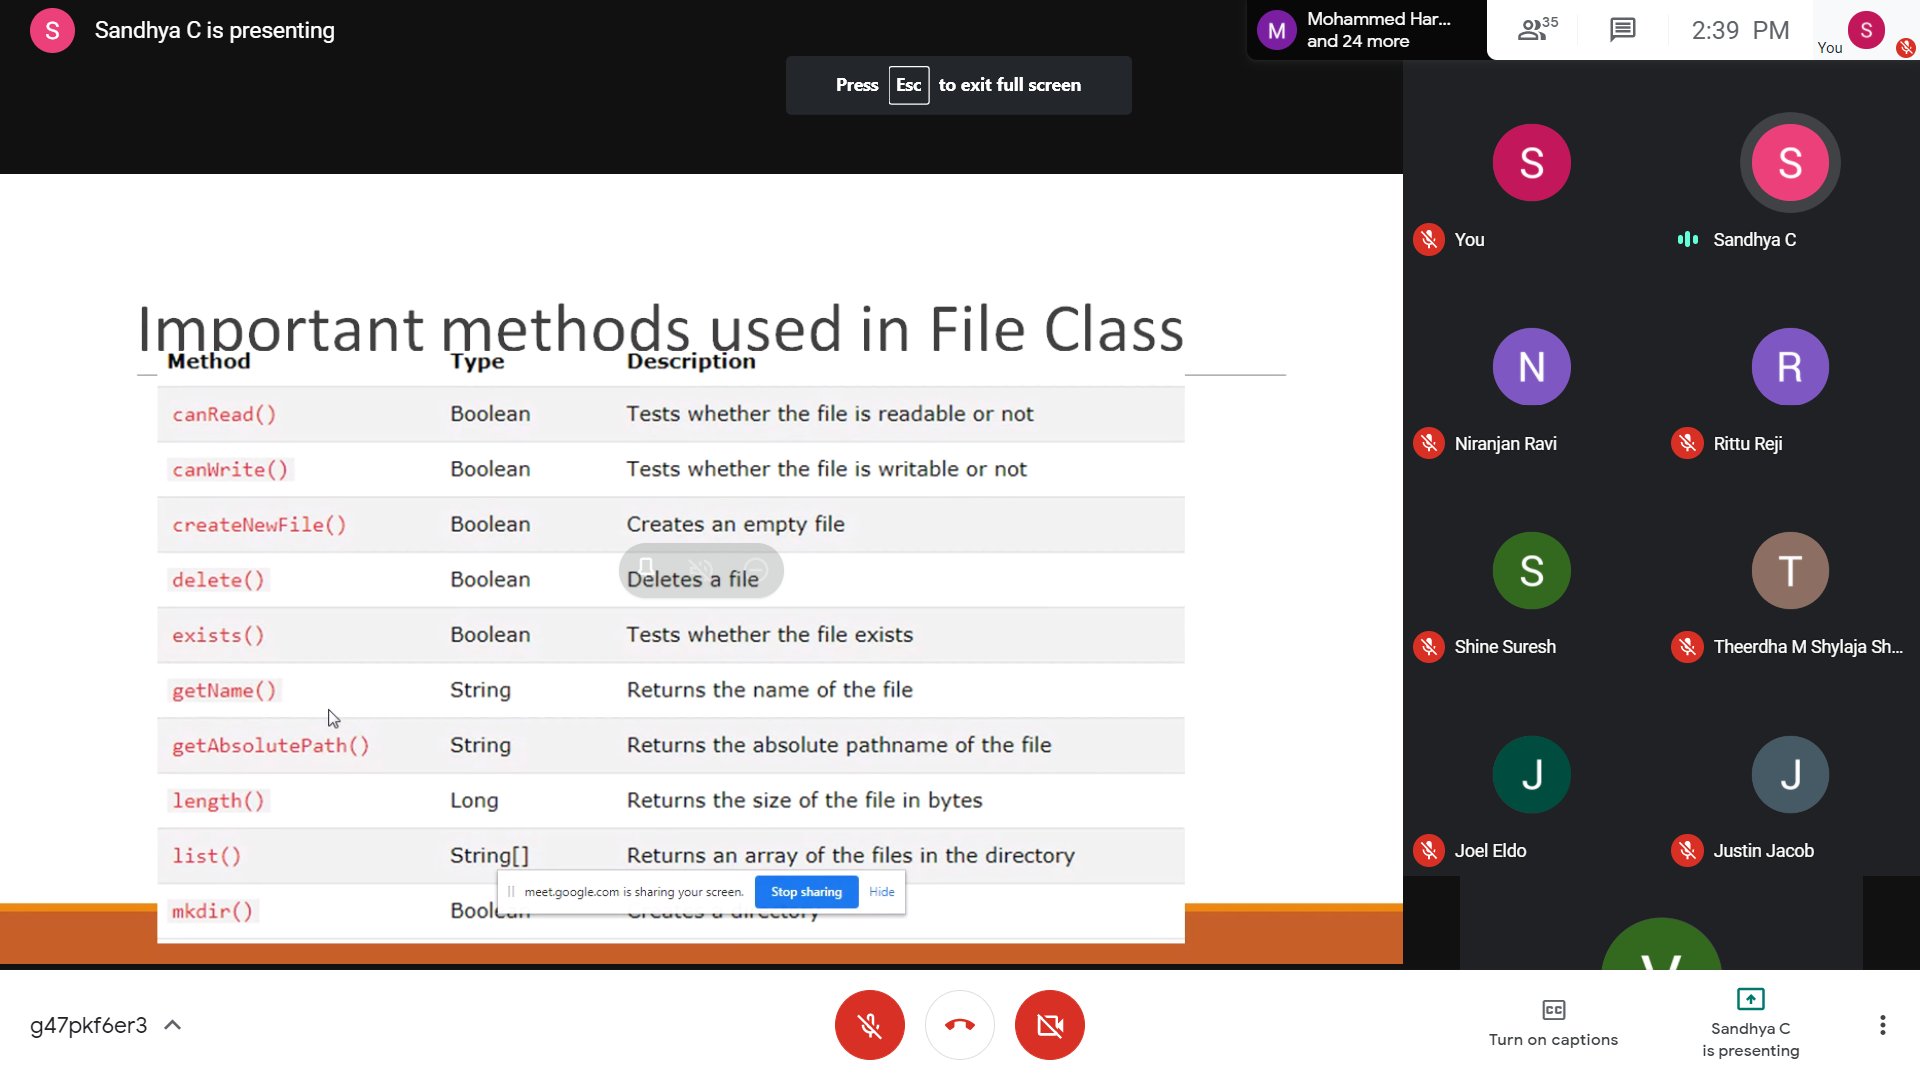 S Sandhya C is presenting
M Mohammed Har...
and 24 more
35
2:39 PM
You S
Press Esc to exit full screen
Important methods used in File Class
Method Type Description
canRead() Boolean Tests whether the file is readable or not
canWrite() Boolean Tests whether the file is writable or not
createNewFile() Boolean Creates an empty file
delete() Boolean Deletes a file
exists() Boolean Tests whether the file exists
getName() String Returns the name of the file
getAbsolutePath() String Returns the absolute pathname of the file
length() Long Returns the size of the file in bytes
list() String[] Returns an array of the files in the directory
meet.google.com is sharing your screen. Stop sharing Hide
mkdir() Boolean Creates a directory
S S
You Sandhya C
N R
Niranjan Ravi Rittu Reji
S T
Shine Suresh Theerdha M Shylaja Sh...
J J
Joel Eldo Justin Jacob
V
g47pkf6er3
CC
Turn on captions
Sandhya C
is presenting